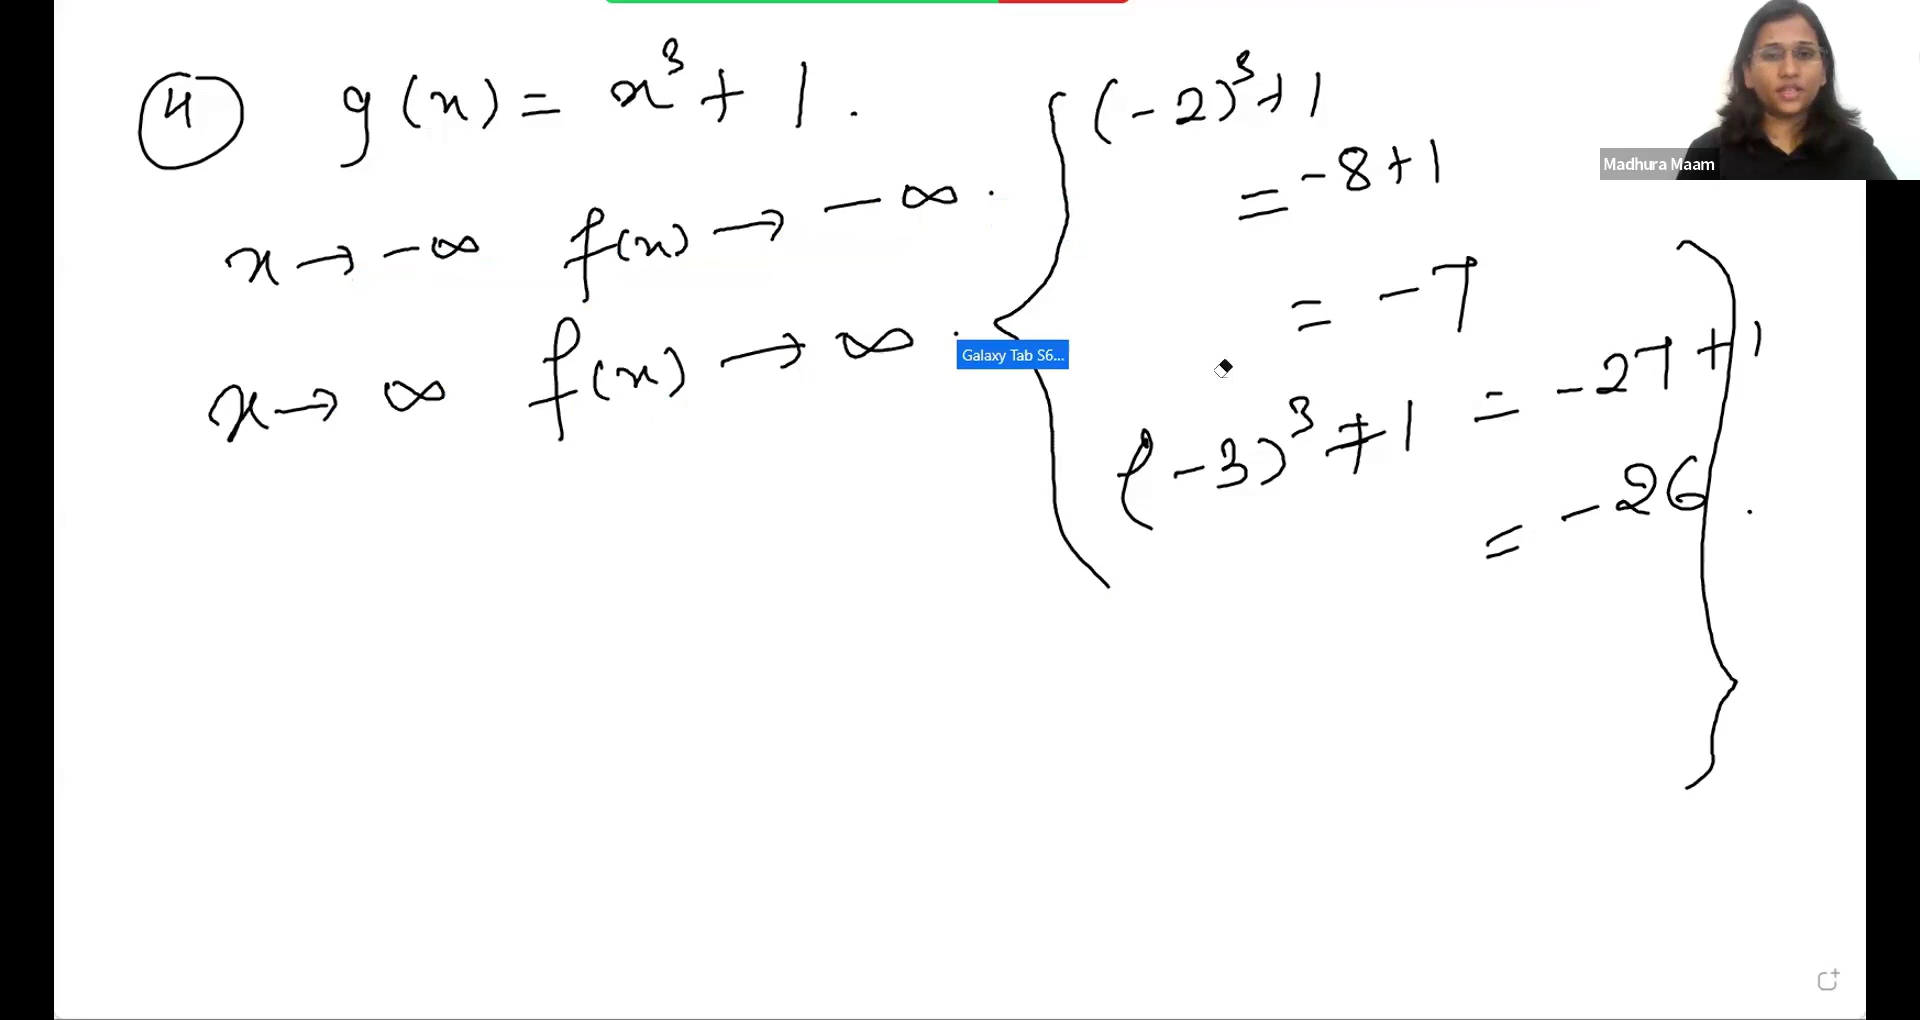 ④ g(x) = x³ + 1 .
x → -∞ f(x) → -∞ .
x → ∞ f(x) → ∞ .
(-2)³ + 1
= -8 + 1
= -7
(-3)³ + 1 = -27 + 1
= -26 .
Galaxy Tab S6...
Madhura Maam